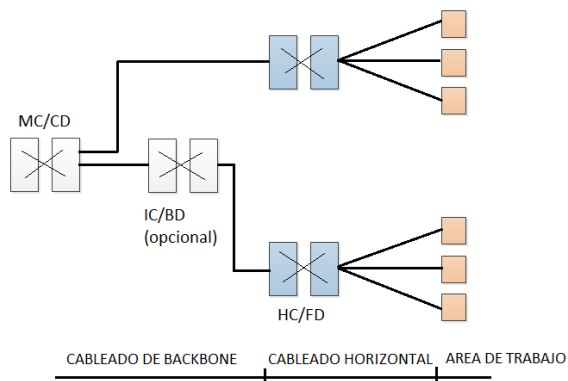 MC/CD
IC/BD
(opcional)
HC/FD
CABLEADO DE BACKBONE
CABLEADO HORIZONTAL
AREA DE TRABAJO